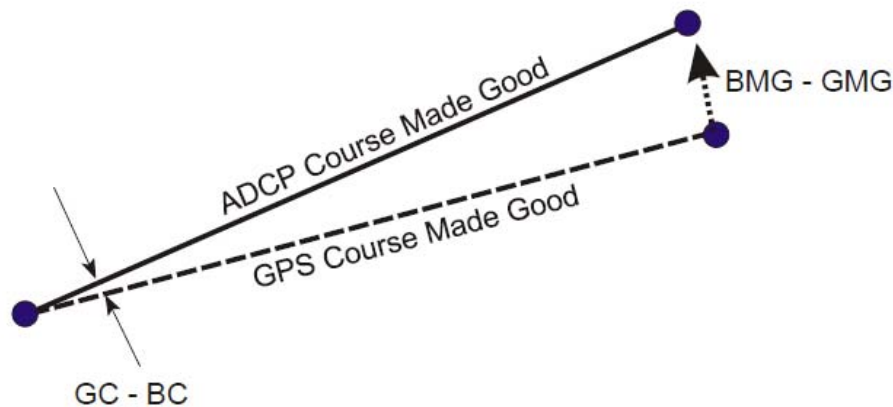 ADCP Course Made Good
BMG - GMG
GPS Course Made Good
GC - BC